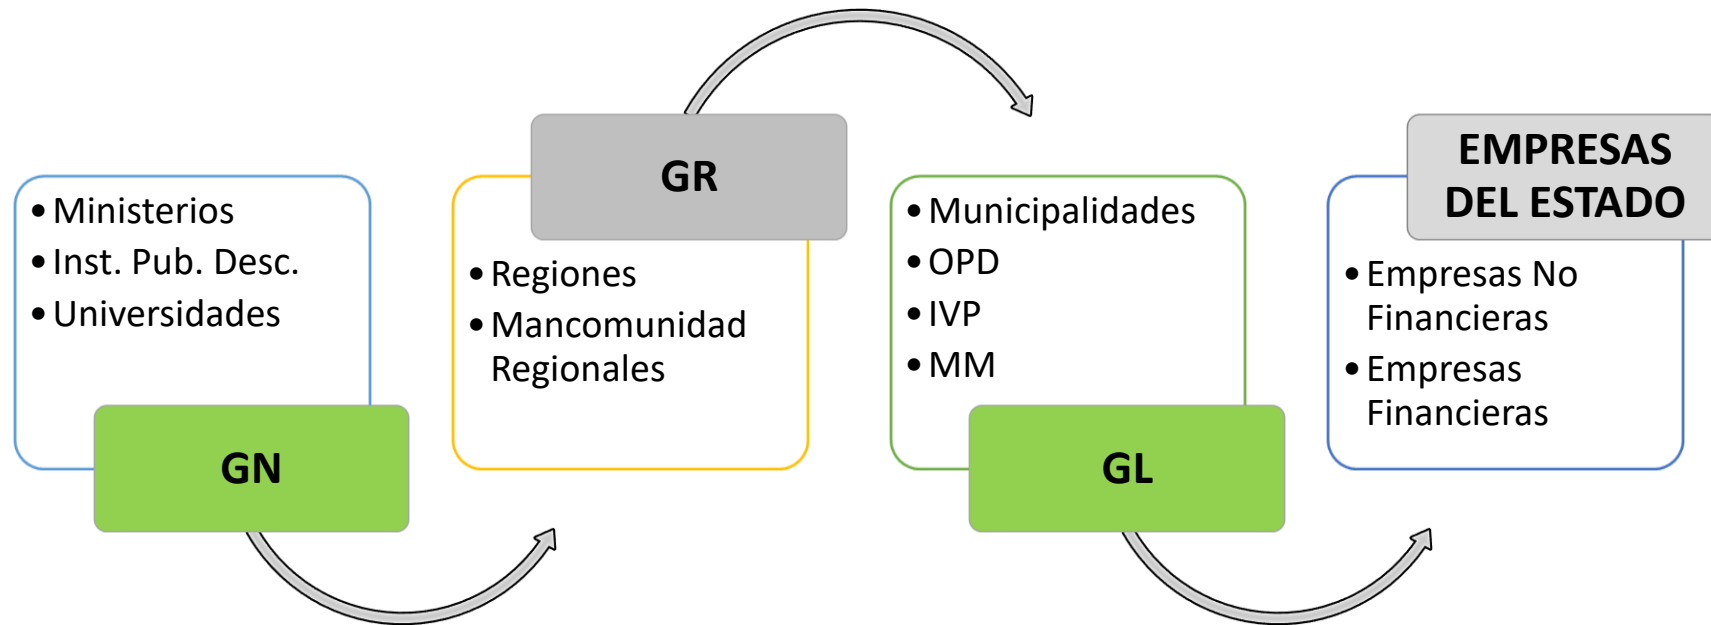 • Ministerios
• Inst. Pub. Desc.
• Universidades
GN
GR
• Regiones
• Mancomunidad
Regionales
• Municipalidades
• OPD
• IVP
• MM
GL
EMPRESAS
DEL ESTADO
• Empresas No
Financieras
• Empresas
Financieras